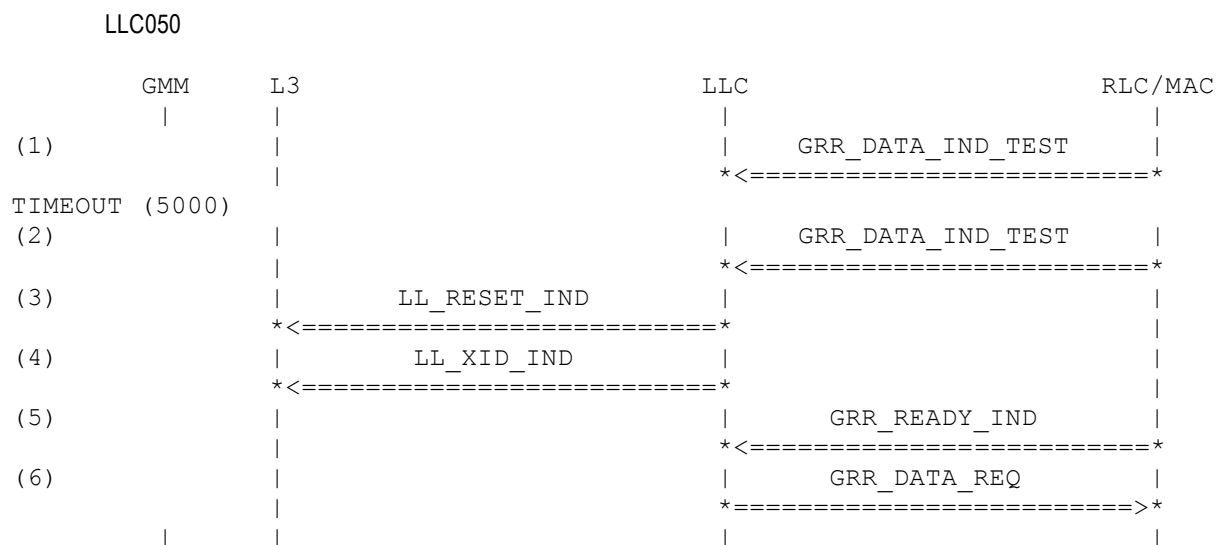 LLC050
GMM L3 LLC RLC/MAC
| | | |
(1) | | GRR_DATA_IND_TEST |
| *<=========================*
TIMEOUT (5000)
(2) | | GRR_DATA_IND_TEST |
| *<=========================*
(3) | LL_RESET_IND | |
*<==========================* |
(4) | LL_XID_IND | |
*<==========================* |
(5) | | GRR_READY_IND |
| *<=========================*
(6) | | GRR_DATA_REQ |
| *=========================>*
| | | |